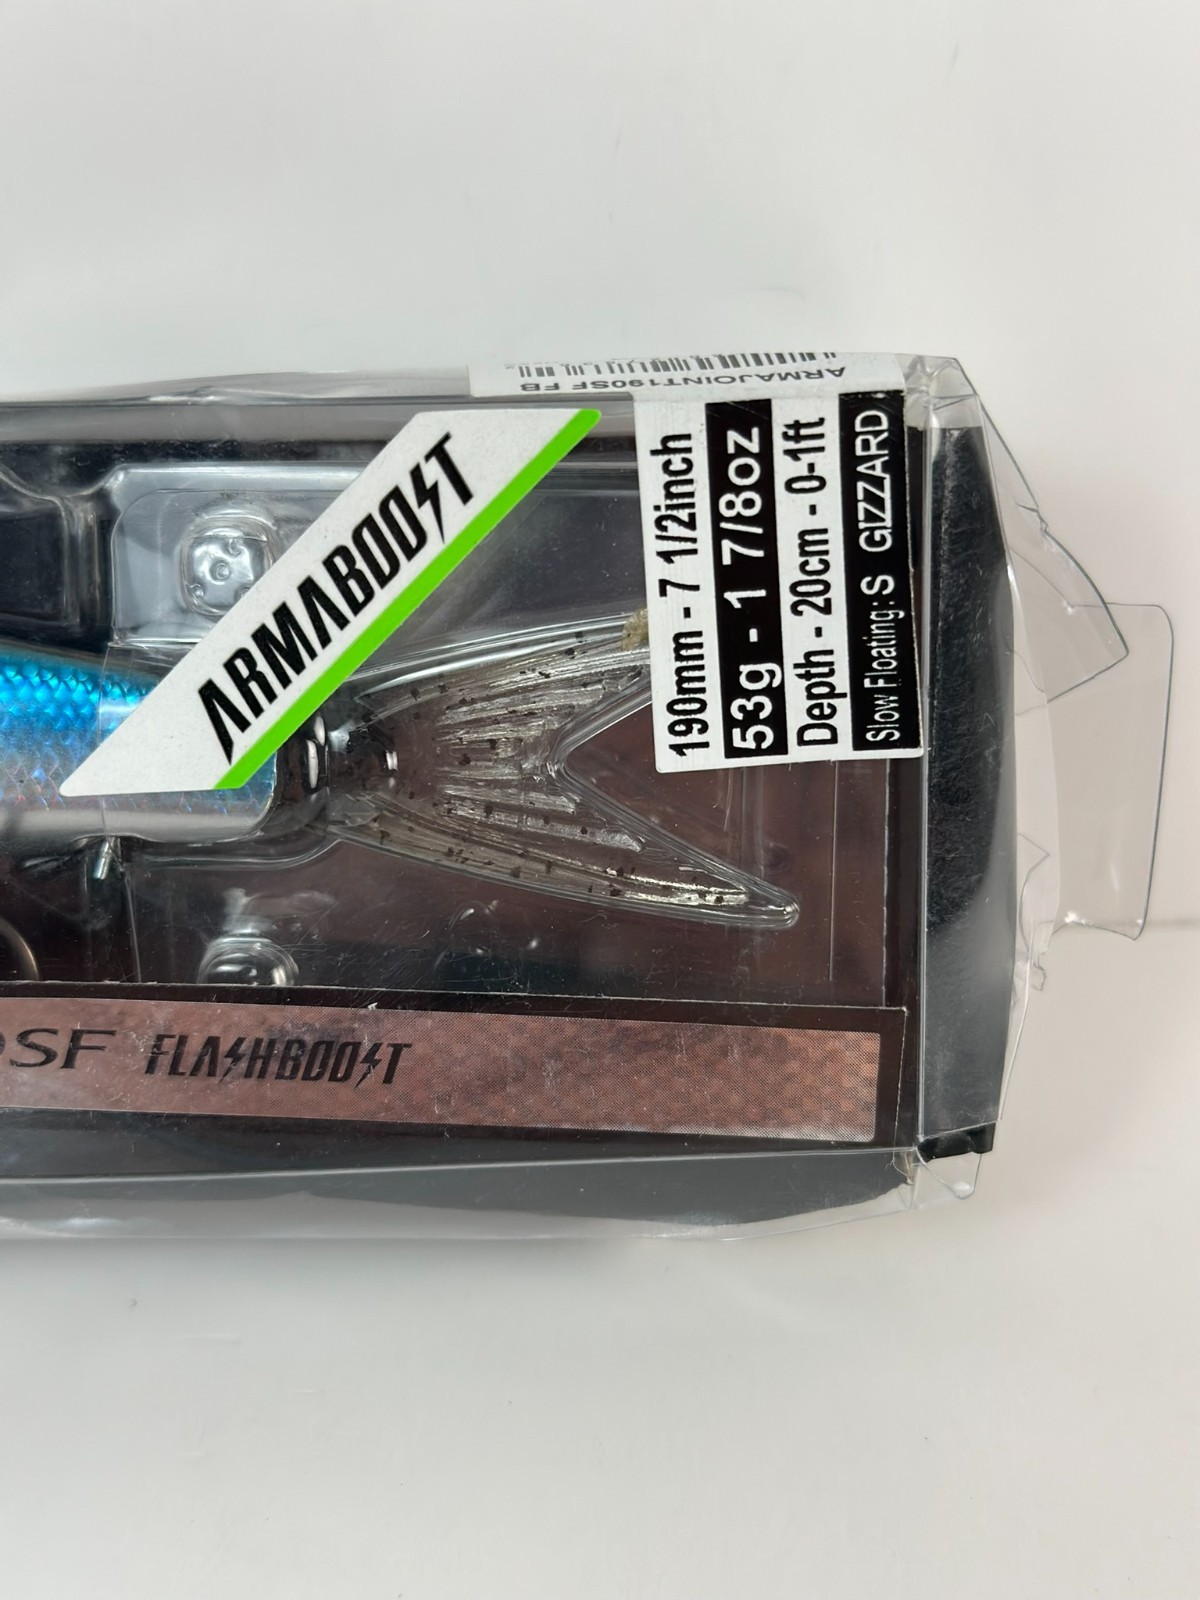 ARMAJOINT190SF FB
ARMABOOST
190mm - 7 1/2inch
53g - 1 7/8oz
Depth - 20cm - 0-1ft
Slow Floating: S GIZZARD
SF FLASHBOOST